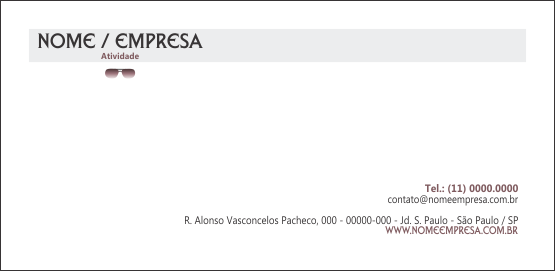 NOME / EMPRESA
Atividade
Tel.: (11) 0000.0000
contato@nomeempresa.com.br
R. Alonso Vasconcelos Pacheco, 000 - 00000-000 - Jd. S. Paulo - São Paulo / SP
WWW.NOMEEMPRESA.COM.BR